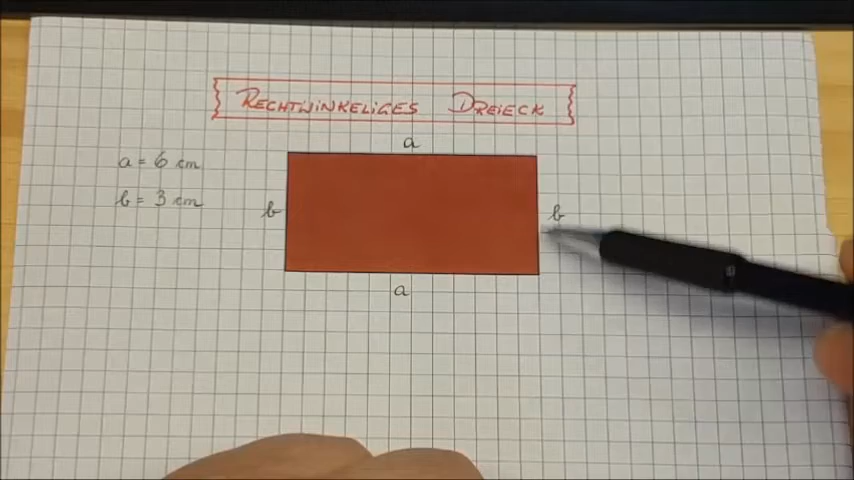 RECHTWINKELIGES DREIECK
a
a = 6 cm
b = 3 cm
b
b
a